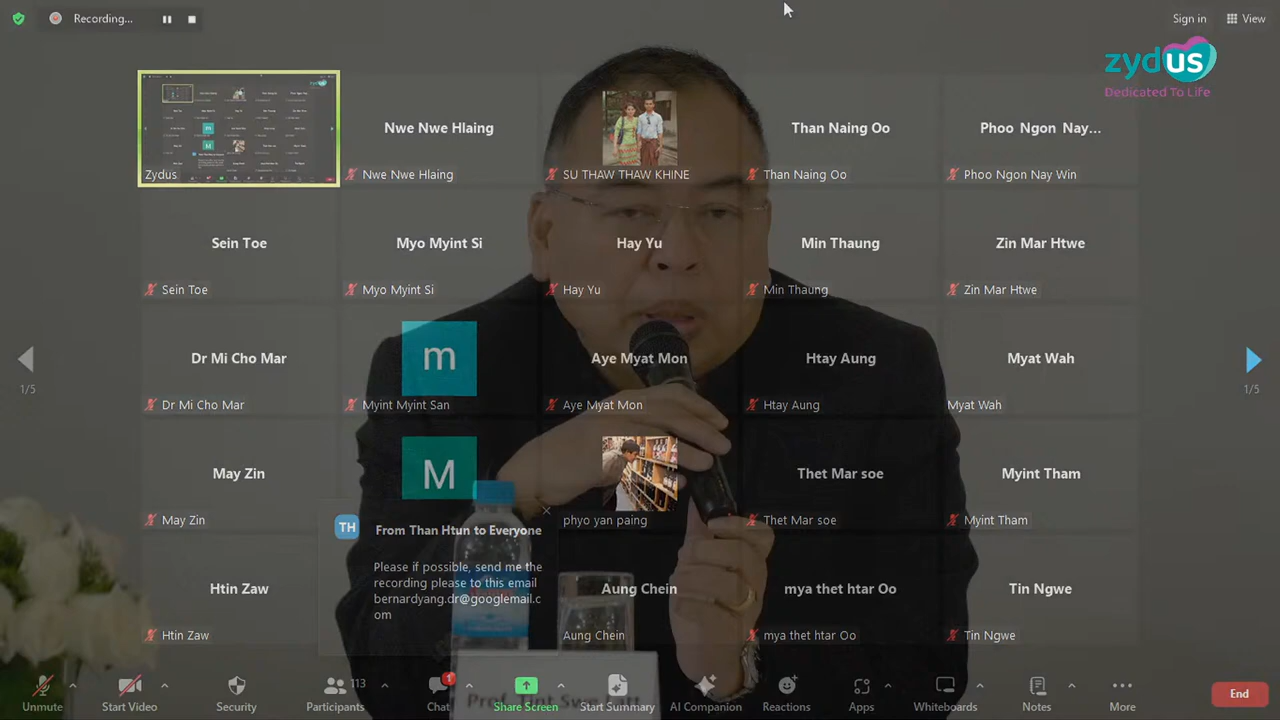 Recording...
Sign in
View
zydus
Dedicated To Life
Zydus
Nwe Nwe Hlaing
Nwe Nwe Hlaing
SU THAW THAW KHINE
Than Naing Oo
Than Naing Oo
Phoo Ngon Nay...
Phoo Ngon Nay Win
Sein Toe
Sein Toe
Myo Myint Si
Myo Myint Si
Hay Yu
Hay Yu
Min Thaung
Min Thaung
Zin Mar Htwe
Zin Mar Htwe
1/5
Dr Mi Cho Mar
Dr Mi Cho Mar
m
Myint Myint San
Aye Myat Mon
Aye Myat Mon
Htay Aung
Htay Aung
Myat Wah
Myat Wah
1/5
May Zin
May Zin
M
phyo yan paing
Thet Mar soe
Thet Mar soe
Myint Tham
Myint Tham
TH
From Than Htun to Everyone
Please if possible, send me the
recording please to this email
bernardyang.dr@googlemail.c
om
Htin Zaw
Htin Zaw
Aung Chein
Aung Chein
mya thet htar Oo
mya thet htar Oo
Tin Ngwe
Tin Ngwe
Unmute
Start Video
Security
113
Participants
1
Chat
Share Screen
Start Summary
AI Companion
Reactions
Apps
Whiteboards
Notes
More
End